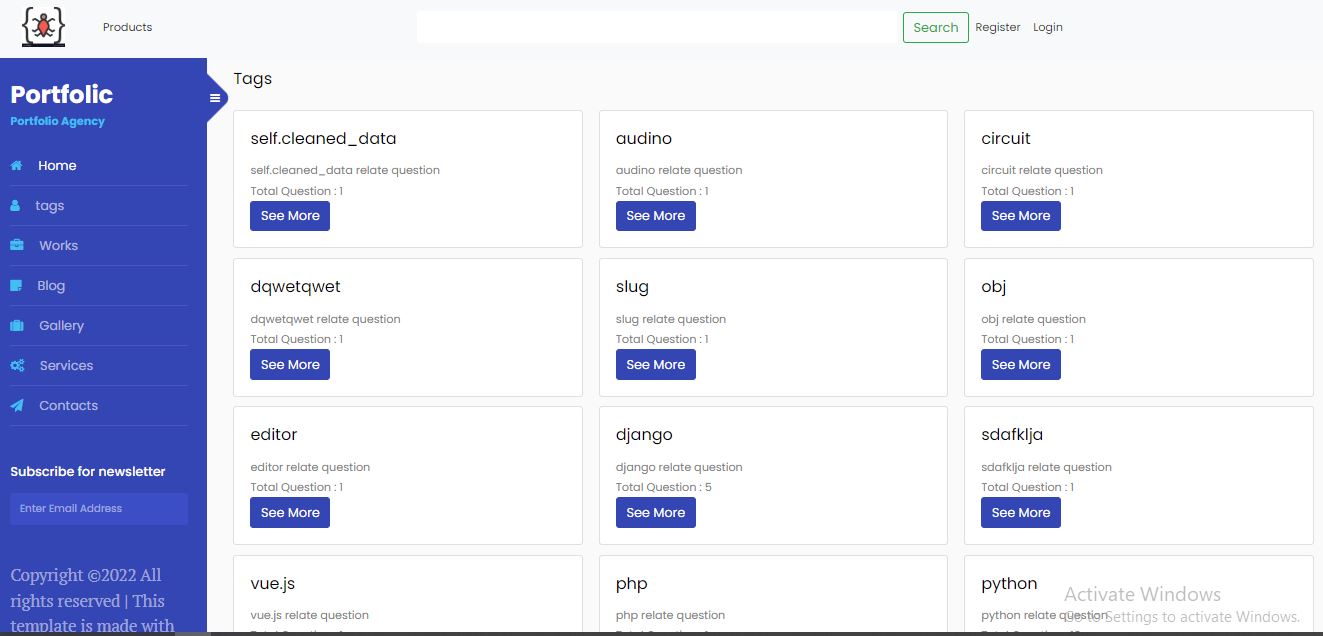 Products
Search Register Login
Portfolic
Portfolio Agency
Home
tags
Works
Blog
Gallery
Services
Contacts
Subscribe for newsletter
Enter Email Address
Copyright ©2022 All
rights reserved | This
template is made with
Tags
self.cleaned_data
self.cleaned_data relate question
Total Question : 1
See More
audino
audino relate question
Total Question : 1
See More
circuit
circuit relate question
Total Question : 1
See More
dqwetqwet
dqwetqwet relate question
Total Question : 1
See More
slug
slug relate question
Total Question : 1
See More
obj
obj relate question
Total Question : 1
See More
editor
editor relate question
Total Question : 1
See More
django
django relate question
Total Question : 5
See More
sdafklja
sdafklja relate question
Total Question : 1
See More
vue.js
vue.js relate question
php
php relate question
python
python relate question
Activate Windows
Go to Settings to activate Windows.